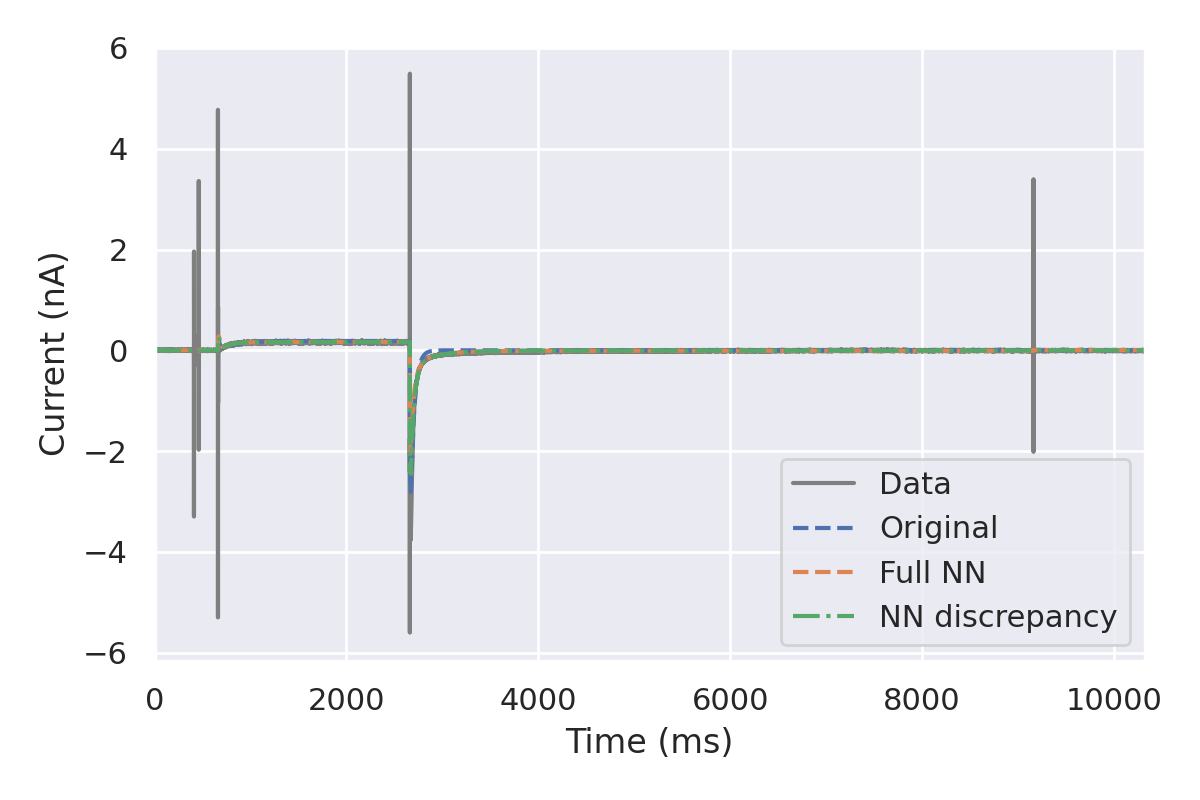 6
4
2
0
−2
−4
−6
Current (nA)
0
2000
4000
6000
8000
10000
Time (ms)
Data
Original
Full NN
NN discrepancy